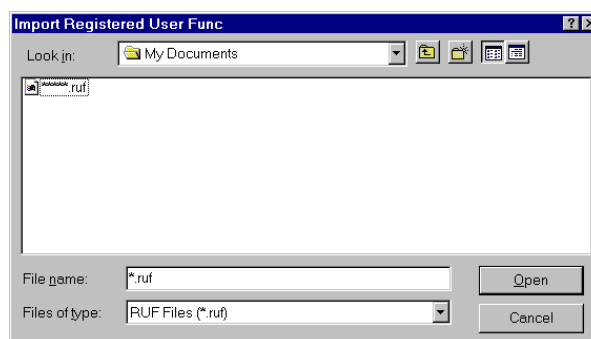 Import Registered User Func
Look in: My Documents
******.ruf
File name: *.ruf
Open
Files of type: RUF Files (*.ruf)
Cancel